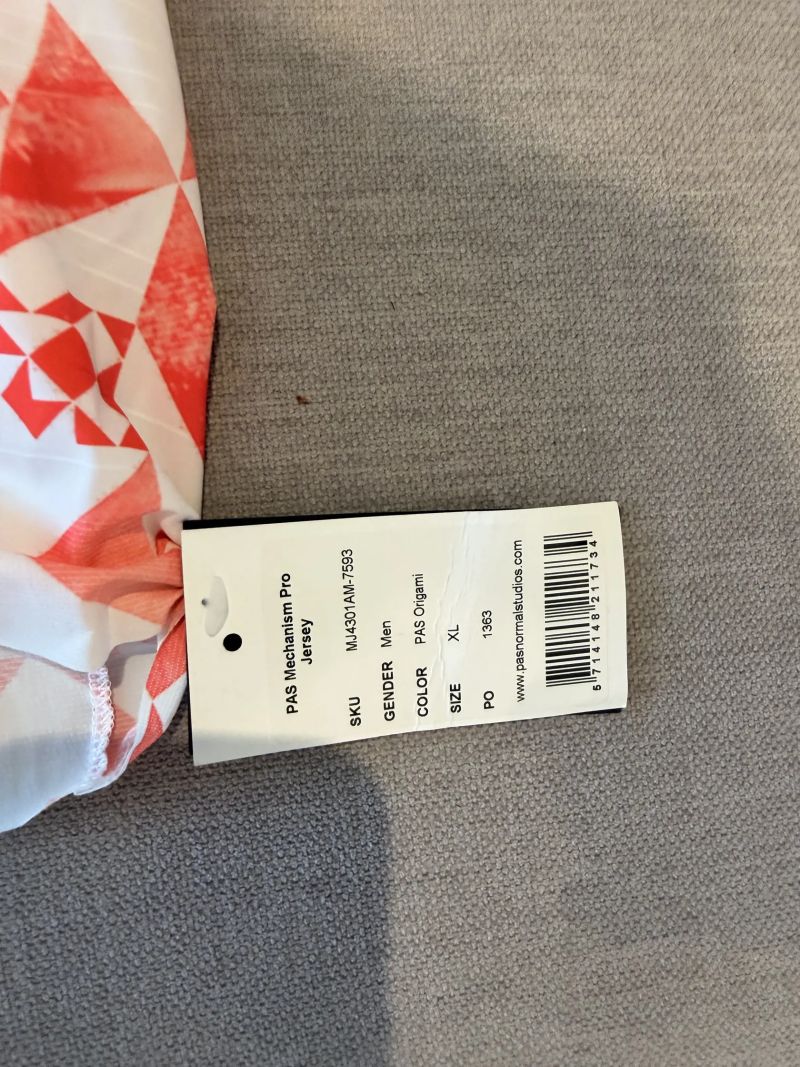 PAS Mechanism Pro
Jersey
SKU MJ4301AM-7593
GENDER Men
COLOR PAS Origami
SIZE XL
PO 1363
www.pasnormalstudios.com
5 714148 211734